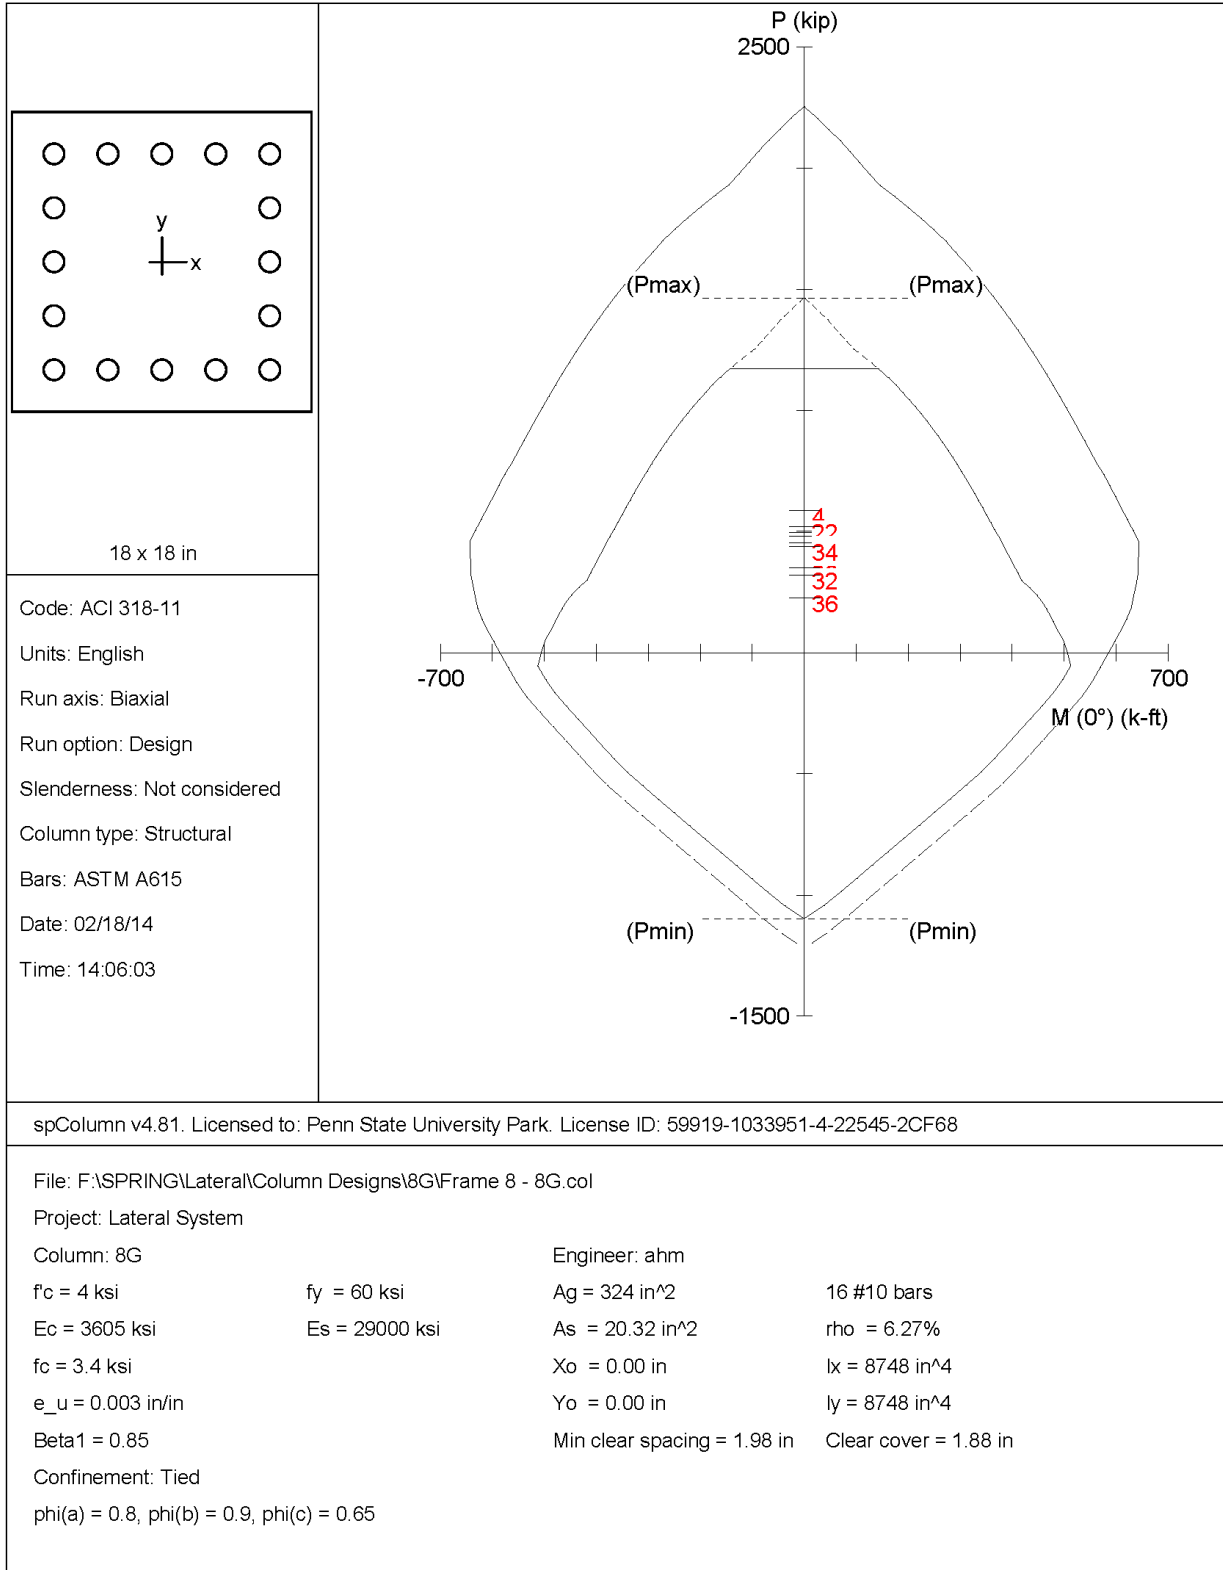 P (kip)
2500
(Pmax)
(Pmax)
y
x
4
22
34
32
36
-700
700
M (0°) (k-ft)
(Pmin)
(Pmin)
-1500
18 x 18 in
Code: ACI 318-11
Units: English
Run axis: Biaxial
Run option: Design
Slenderness: Not considered
Column type: Structural
Bars: ASTM A615
Date: 02/18/14
Time: 14:06:03
spColumn v4.81. Licensed to: Penn State University Park. License ID: 59919-1033951-4-22545-2CF68
File: F:\SPRING\Lateral\Column Designs\8G\Frame 8 - 8G.col
Project: Lateral System
Column: 8G Engineer: ahm
f'c = 4 ksi fy = 60 ksi Ag = 324 in^2 16 #10 bars
Ec = 3605 ksi Es = 29000 ksi As = 20.32 in^2 rho = 6.27%
fc = 3.4 ksi Xo = 0.00 in Ix = 8748 in^4
e_u = 0.003 in/in Yo = 0.00 in Iy = 8748 in^4
Beta1 = 0.85 Min clear spacing = 1.98 in Clear cover = 1.88 in
Confinement: Tied
phi(a) = 0.8, phi(b) = 0.9, phi(c) = 0.65